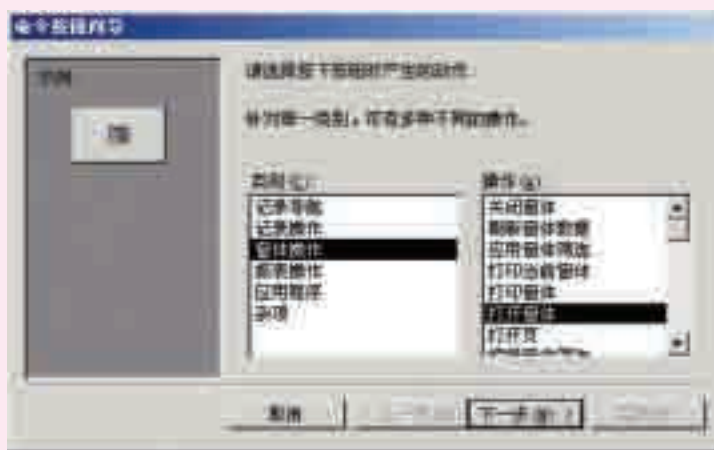 命令按钮向导
示例
请选择按下按钮时产生的动作:
针对每一类别，可有多种不同的操作。
类别(C):
记录导航
记录操作
窗体操作
报表操作
应用程序
杂项
操作(A):
关闭窗体
刷新窗体数据
应用窗体筛选
打印当前窗体
打印窗体
打开窗体
打开页
取消
下一步(N) >